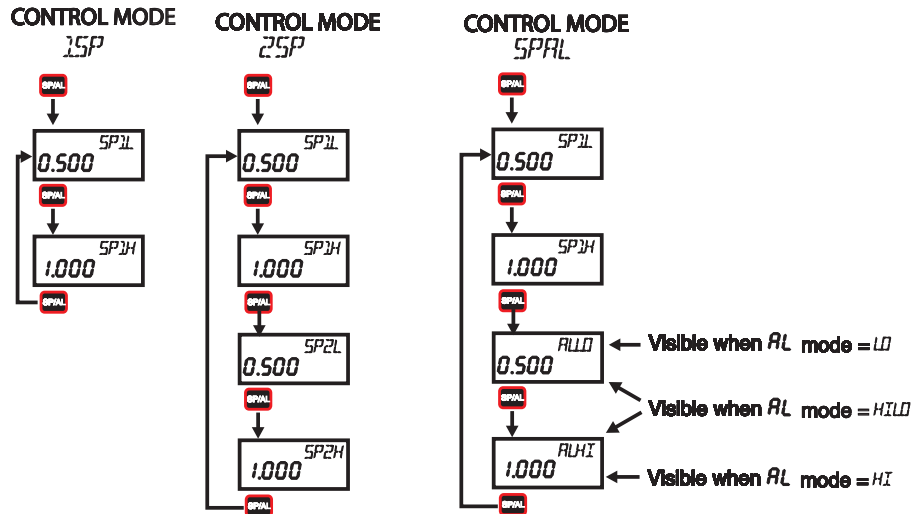 CONTROL MODE
1SP
SP/AL
SP1L
0.500
SP/AL
SP1H
1.000
SP/AL
CONTROL MODE
2SP
SP/AL
SP1L
0.500
SP/AL
SP1H
1.000
SP/AL
SP2L
0.500
SP/AL
SP2H
1.000
SP/AL
CONTROL MODE
SPAL
SP/AL
SP1L
0.500
SP/AL
SP1H
1.000
SP/AL
ALLO
0.500
SP/AL
ALHI
1.000
SP/AL
Visible when AL mode = LO
Visible when AL mode = HILO
Visible when AL mode = HI